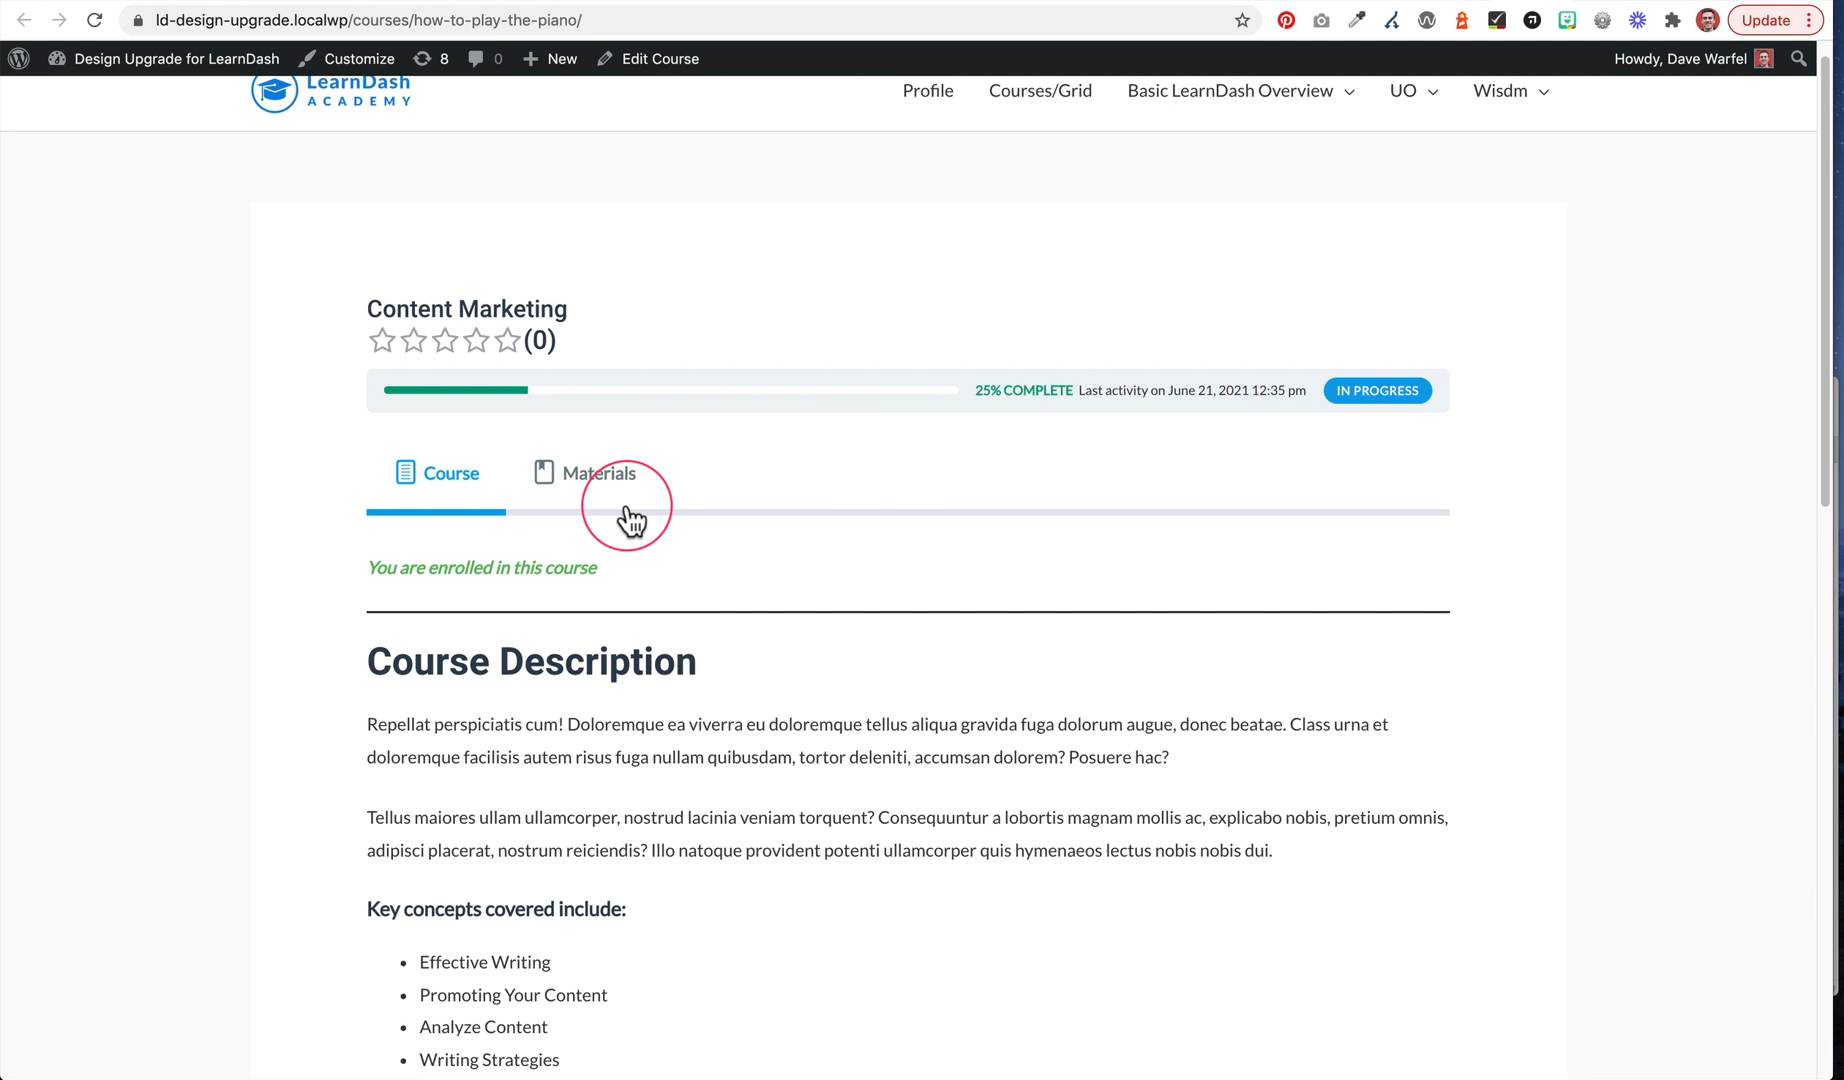 ld-design-upgrade.localwp/courses/how-to-play-the-piano/
Update
Design Upgrade for LearnDash
Customize
8
0
New
Edit Course
Howdy, Dave Warfel
LearnDash
ACADEMY
Profile
Courses/Grid
Basic LearnDash Overview
UO
Wisdm
Content Marketing
(0)
25% COMPLETE Last activity on June 21, 2021 12:35 pm
IN PROGRESS
Course
Materials
You are enrolled in this course
Course Description
Repellat perspiciatis cum! Doloremque ea viverra eu doloremque tellus aliqua gravida fuga dolorum augue, donec beatae. Class urna et
doloremque facilisis autem risus fuga nullam quibusdam, tortor deleniti, accumsan dolorem? Posuere hac?
Tellus maiores ullam ullamcorper, nostrud lacinia veniam torquent? Consequuntur a lobortis magnam mollis ac, explicabo nobis, pretium omnis,
adipisci placerat, nostrum reiciendis? Illo natoque provident potenti ullamcorper quis hymenaeos lectus nobis nobis dui.
Key concepts covered include:
• Effective Writing
• Promoting Your Content
• Analyze Content
• Writing Strategies